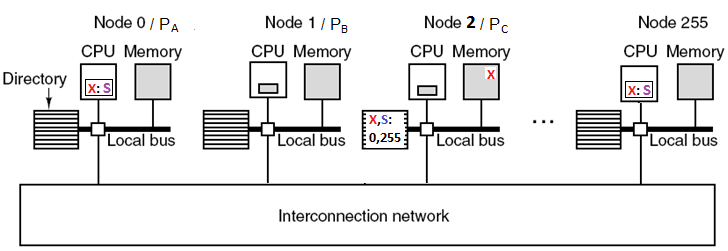 Node 0 / PA
Node 1 / PB
Node 2 / PC
Node 255
CPU Memory
CPU Memory
CPU Memory
CPU Memory
Directory
X: S
X
X: S
X,S:
0,255
...
Local bus
Local bus
Local bus
Local bus
Interconnection network